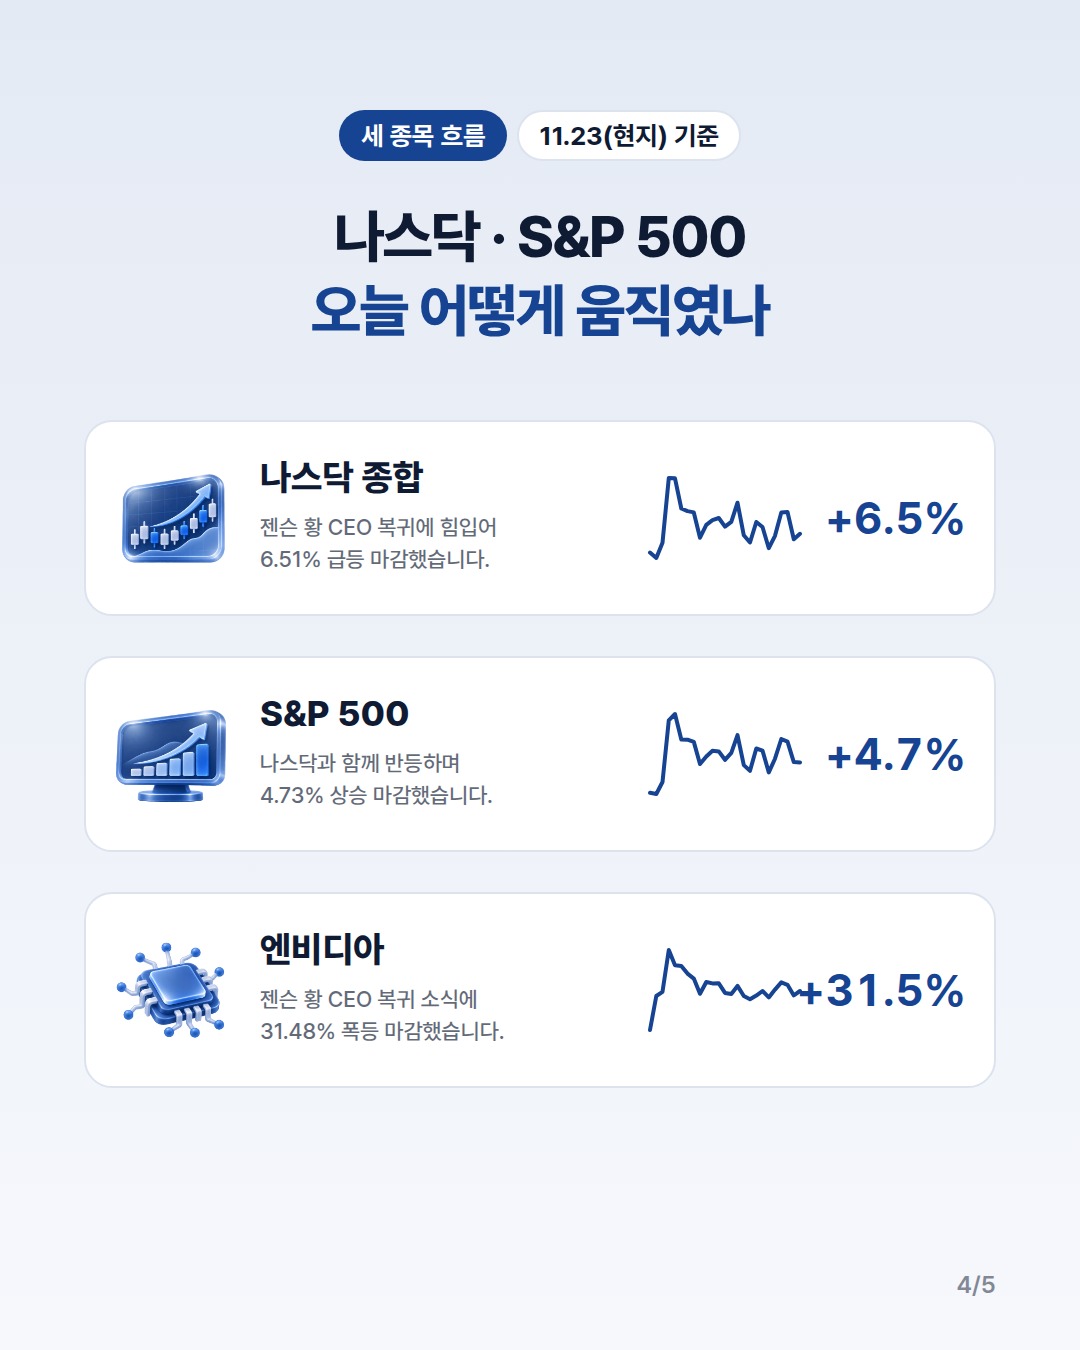 세 종목 흐름
11.23(현지) 기준
나스닥 · S&P 500
오늘 어떻게 움직였나
나스닥 종합
젠슨 황 CEO 복귀에 힘입어
6.51% 급등 마감했습니다.
+6.5%
S&P 500
나스닥과 함께 반등하며
4.73% 상승 마감했습니다.
+4.7%
엔비디아
젠슨 황 CEO 복귀 소식에
31.48% 폭등 마감했습니다.
+31.5%
4/5